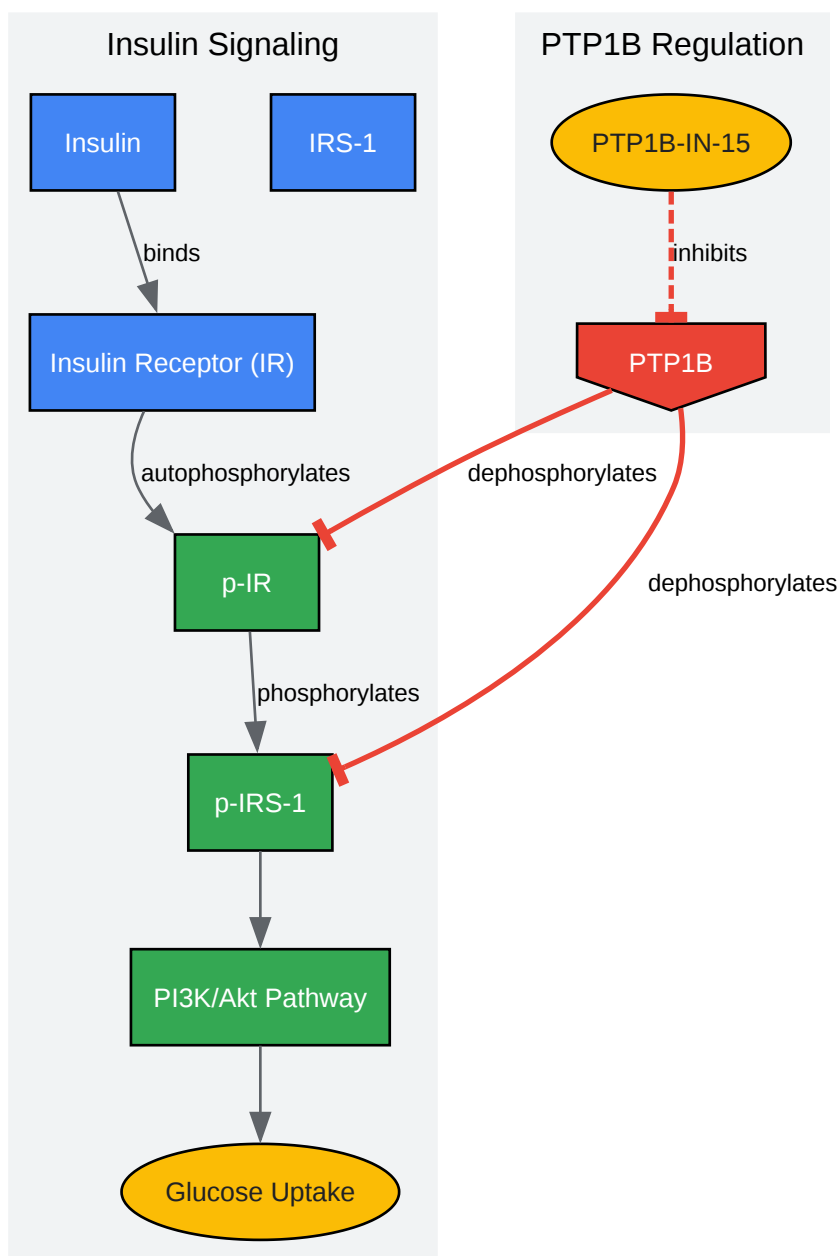 Insulin Signaling
PTP1B Regulation
Insulin
IRS-1
PTP1B-IN-15
binds
inhibits
Insulin Receptor (IR)
PTP1B
autophosphorylates
dephosphorylates
p-IR
dephosphorylates
phosphorylates
p-IRS-1
PI3K/Akt Pathway
Glucose Uptake